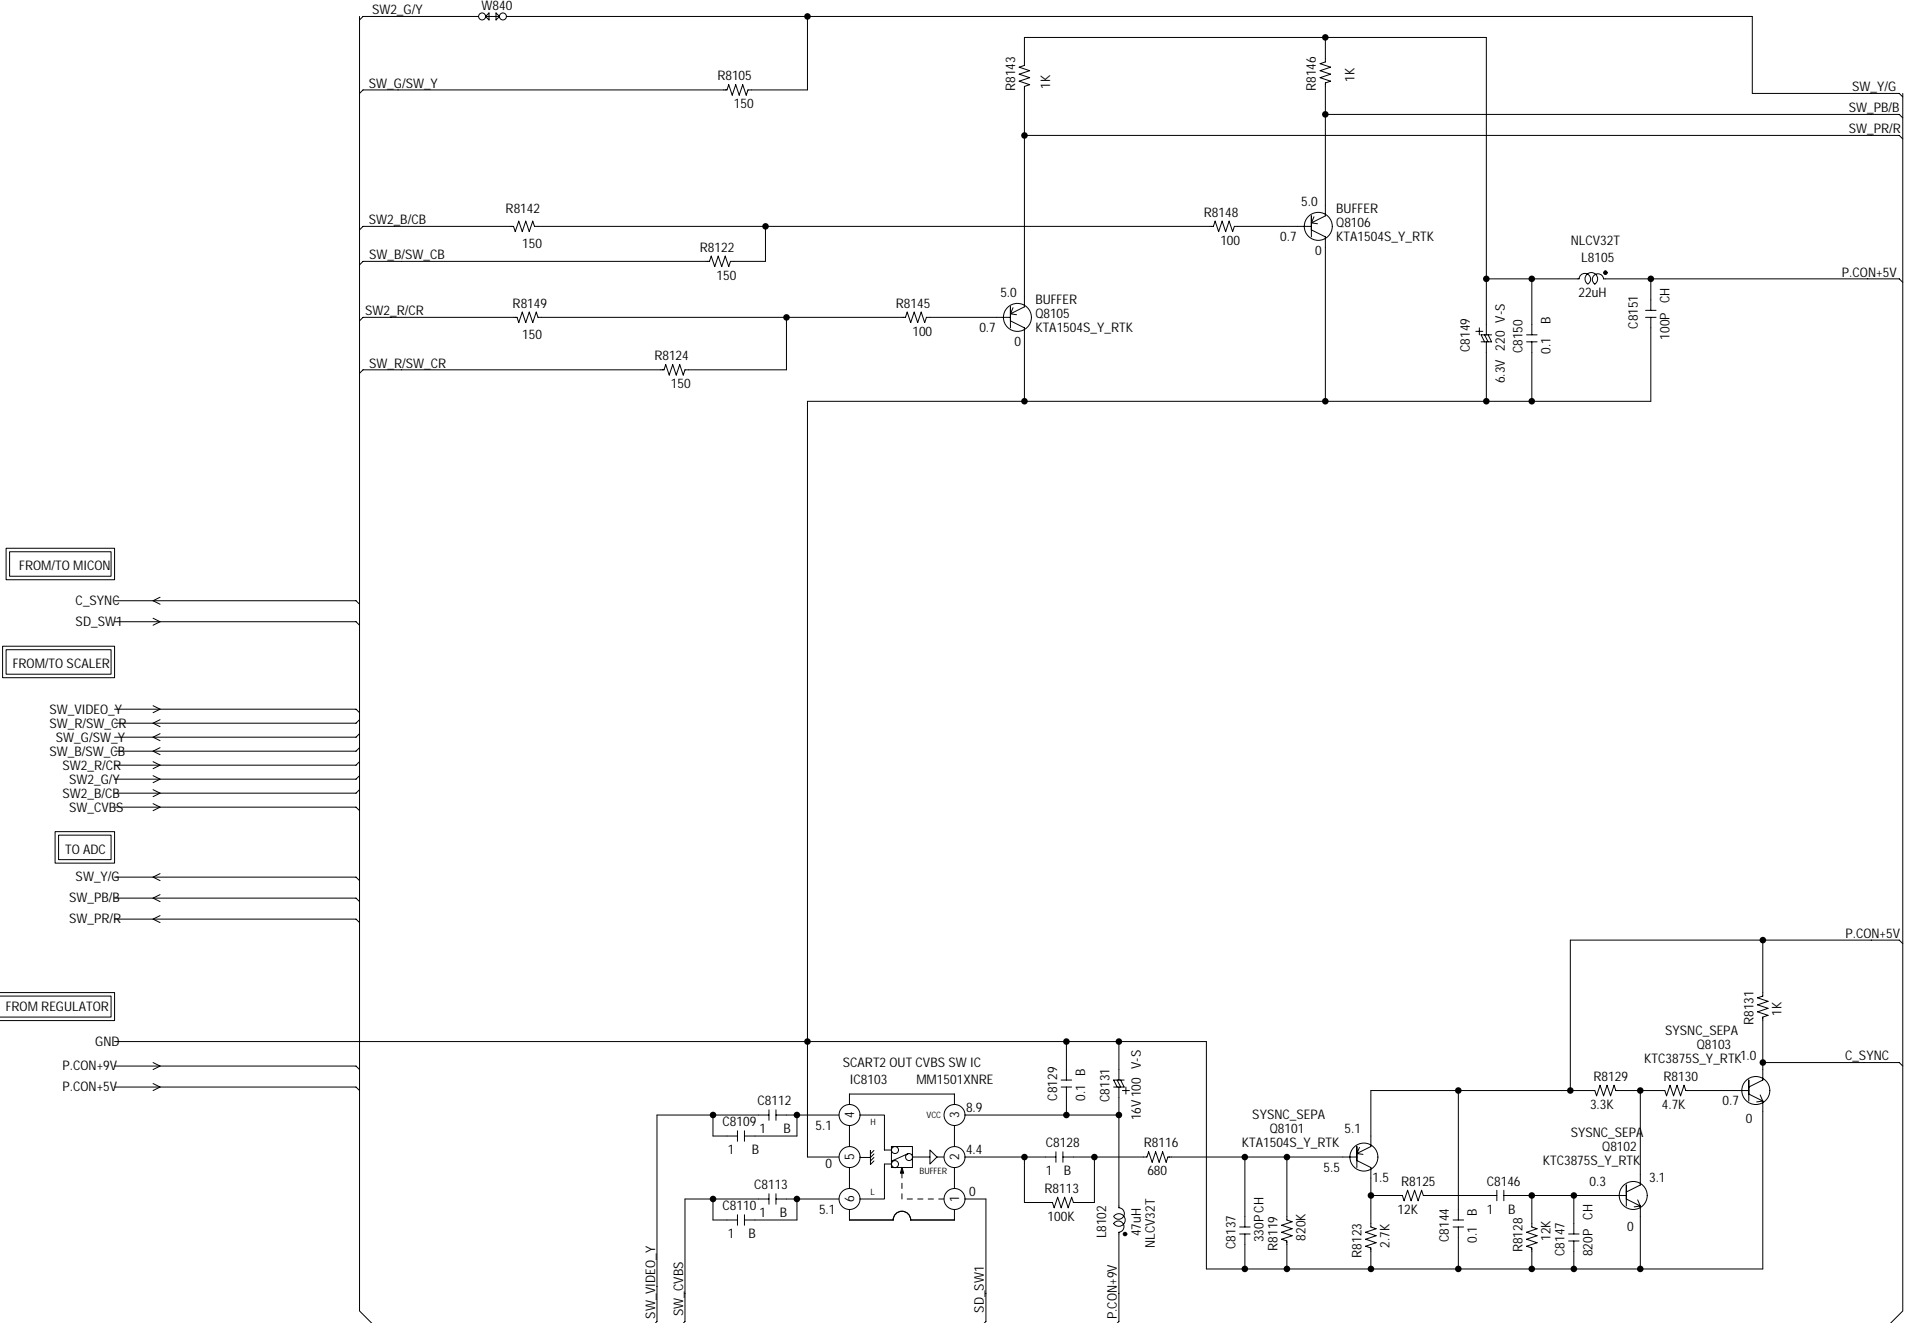 SW2_G/Y
W840
SW_G/SW_Y
R8105
150
R8143
1K
R8146
1K
SW_Y/G
SW_PB/B
SW_PR/R
SW2_B/CB
R8142
150
SW_B/SW_CB
R8122
150
R8148
100
5.0
0.7
0
BUFFER
Q8106
KTA1504S_Y_RTK
SW2_R/CR
R8149
150
SW_R/SW_CR
R8124
150
R8145
100
5.0
0.7
0
BUFFER
Q8105
KTA1504S_Y_RTK
NLCV32T
L8105
22uH
P.CON+5V
C8149
6.3V 220 V-S
C8150
0.1 B
C8151
100P CH
FROM/TO MICON
C_SYNC
SD_SW1
FROM/TO SCALER
SW_VIDEO_Y
SW_R/SW_CR
SW_G/SW_Y
SW_B/SW_CB
SW2_R/CR
SW2_G/Y
SW2_B/CB
SW_CVBS
TO ADC
SW_Y/G
SW_PB/B
SW_PR/R
FROM REGULATOR
GND
P.CON+9V
P.CON+5V
SCART2 OUT CVBS SW IC
IC8103 MM1501XNRE
C8112
1 B
C8109
1 B
5.1
4
H
VCC
3
8.9
0
5
BUFFER
2
4.4
C8113
1 B
C8110
1 B
5.1
6
L
1
0
SW_VIDEO_Y
SW_CVBS
SD_SW1
P.CON+9V
C8129
0.1 B
C8131
16V 100 V-S
C8128
1 B
R8113
100K
L8102
47uH
NLCV32T
R8116
680
C8137
330P CH
R8119
820K
SYSNC_SEPA
Q8101
KTA1504S_Y_RTK
5.1
5.5
1.5
R8123
2.7K
R8125
12K
C8144
0.1 B
C8146
1 B
R8128
12K
C8147
820P CH
SYSNC_SEPA
Q8102
KTC3875S_Y_RTK
0.3
3.1
0
R8129
3.3K
R8130
4.7K
SYSNC_SEPA
Q8103
KTC3875S_Y_RTK
1.0
0.7
0
R8131
1K
P.CON+5V
C_SYNC